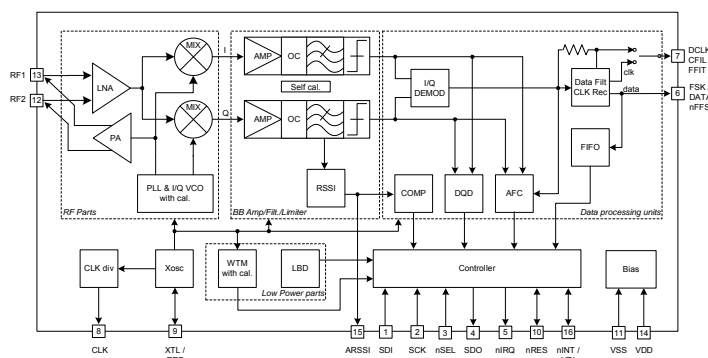 MIX
I
AMP
OC
7
DCLK
CFIL
FFIT
clk
RF1
13
LNA
Self cal.
I/Q
DEMOD
Data Filt
CLK Rec
data
RF2
12
MIX
Q
AMP
OC
6
FSK
DATA
nFFS
PA
FIFO
PLL & I/Q VCO
with cal.
RSSI
COMP
DQD
AFC
RF Parts
BB Amp/Filt./Limiter
Data processing units
CLK div
Xosc
WTM
with cal.
LBD
Controller
Bias
Low Power parts
8
9
15
1
2
3
4
5
10
16
11
14
CLK
XTL /
ARSSI
SDI
SCK
nSEL
SDO
nIRQ
nRES
nINT /
VSS
VDD